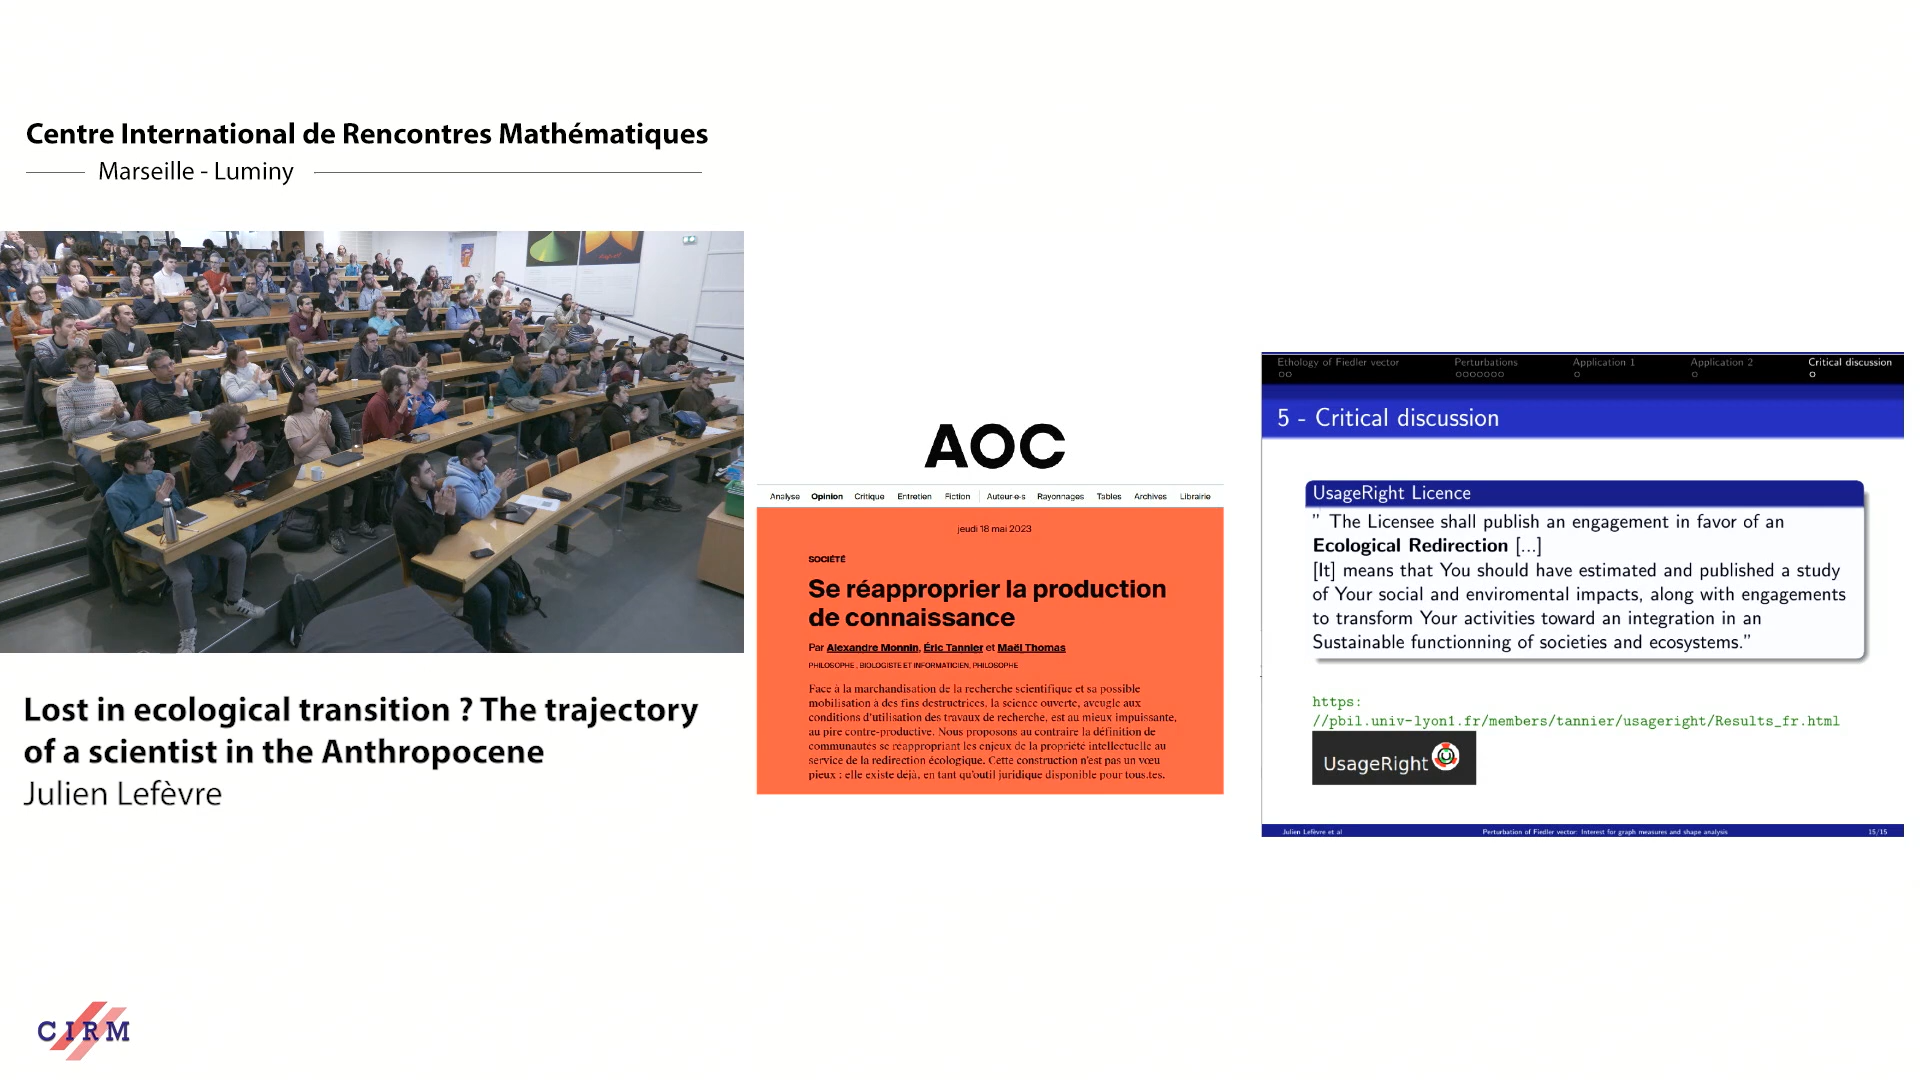 Centre International de Rencontres Mathématiques
Marseille - Luminy
Lost in ecological transition ? The trajectory
of a scientist in the Anthropocene
Julien Lefèvre
CIRM
AOC
Analyse Opinion Critique Entretien Fiction Auteur·e·s Rayonnages Tables Archives Librairie
jeudi 18 mai 2023
SOCIÉTÉ
Se réapproprier la production
de connaissance
Par Alexandre Monnin, Éric Tannier et Maël Thomas
PHILOSOPHE, BIOLOGISTE ET INFORMATICIEN, PHILOSOPHE
Face à la marchandisation de la recherche scientifique et sa possible
mobilisation à des fins destructrices, la science ouverte, aveugle aux
conditions d'utilisation des travaux de recherche, est au mieux impuissante,
au pire contre-productive. Nous proposons au contraire la définition de
communautés se réappropriant les enjeux de la propriété intellectuelle au
service de la redirection écologique. Cette construction n'est pas un vœu
pieux : elle existe déjà, en tant qu'outil juridique disponible pour tous.tes.
Ethology of Fiedler vector Perturbations Application 1 Application 2 Critical discussion
5 - Critical discussion
UsageRight Licence
" The Licensee shall publish an engagement in favor of an
Ecological Redirection [...]
[It] means that You should have estimated and published a study
of Your social and enviromental impacts, along with engagements
to transform Your activities toward an integration in an
Sustainable functionning of societies and ecosystems."
https:
//pbil.univ-lyon1.fr/members/tannier/usageright/Results_fr.html
UsageRight
Julien Lefèvre et al Perturbation of Fiedler vector: Interest for graph measures and shape analysis 15/15